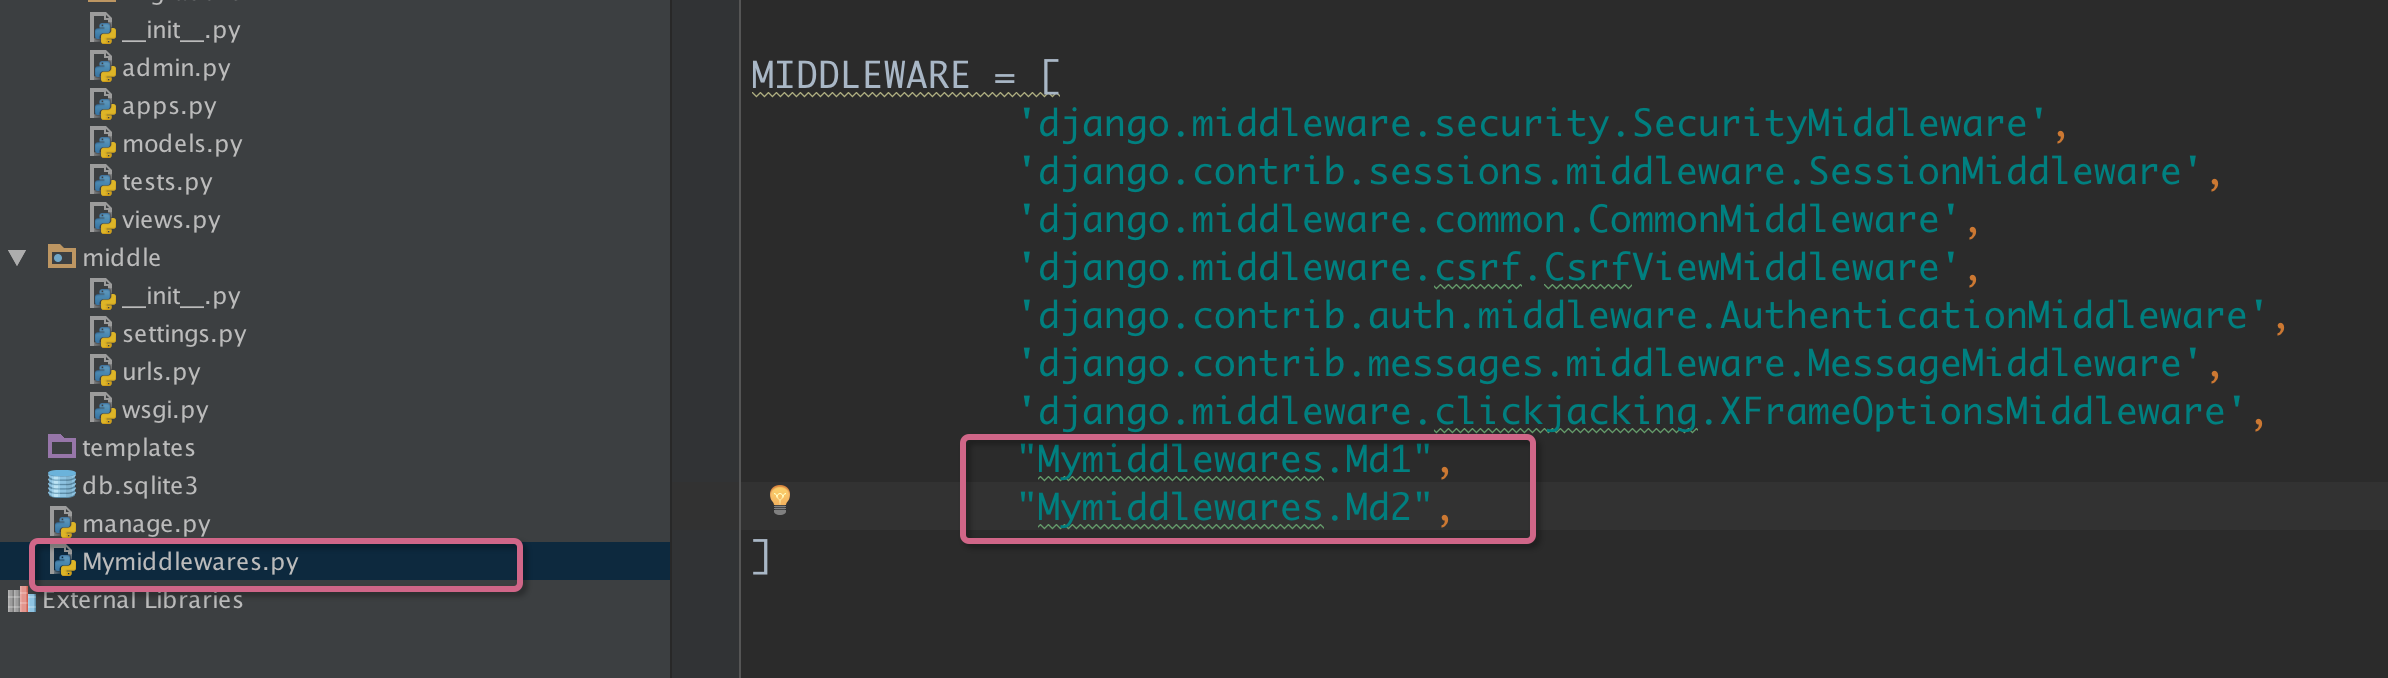 __init__.py
admin.py
apps.py
models.py
tests.py
views.py
middle
__init__.py
settings.py
urls.py
wsgi.py
templates
db.sqlite3
manage.py
Mymiddlewares.py
External Libraries
MIDDLEWARE = [
'django.middleware.security.SecurityMiddleware',
'django.contrib.sessions.middleware.SessionMiddleware',
'django.middleware.common.CommonMiddleware',
'django.middleware.csrf.CsrfViewMiddleware',
'django.contrib.auth.middleware.AuthenticationMiddleware',
'django.contrib.messages.middleware.MessageMiddleware',
'django.middleware.clickjacking.XFrameOptionsMiddleware',
"Mymiddlewares.Md1",
"Mymiddlewares.Md2",
]